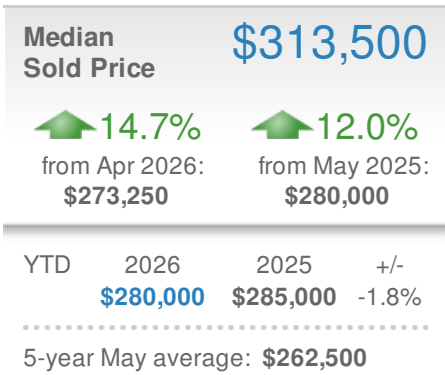 Median $313,500
Sold Price
14.7% 12.0%
from Apr 2026: from May 2025:
$273,250 $280,000
YTD 2026 2025 +/-
$280,000 $285,000 -1.8%
5-year May average: $262,500